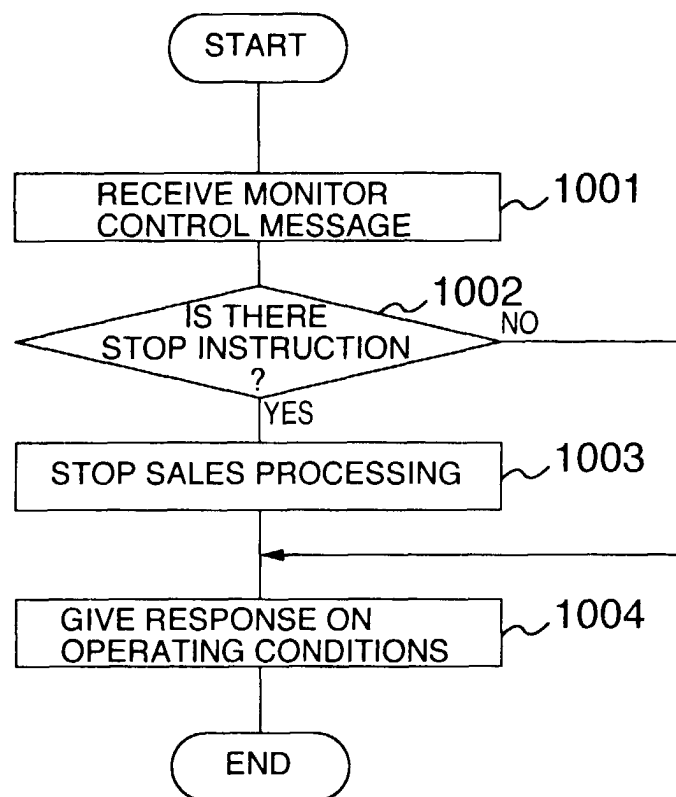 START
RECEIVE MONITOR
CONTROL MESSAGE
1001
1002
IS THERE
STOP INSTRUCTION
?
NO
YES
STOP SALES PROCESSING
1003
GIVE RESPONSE ON
OPERATING CONDITIONS
1004
END